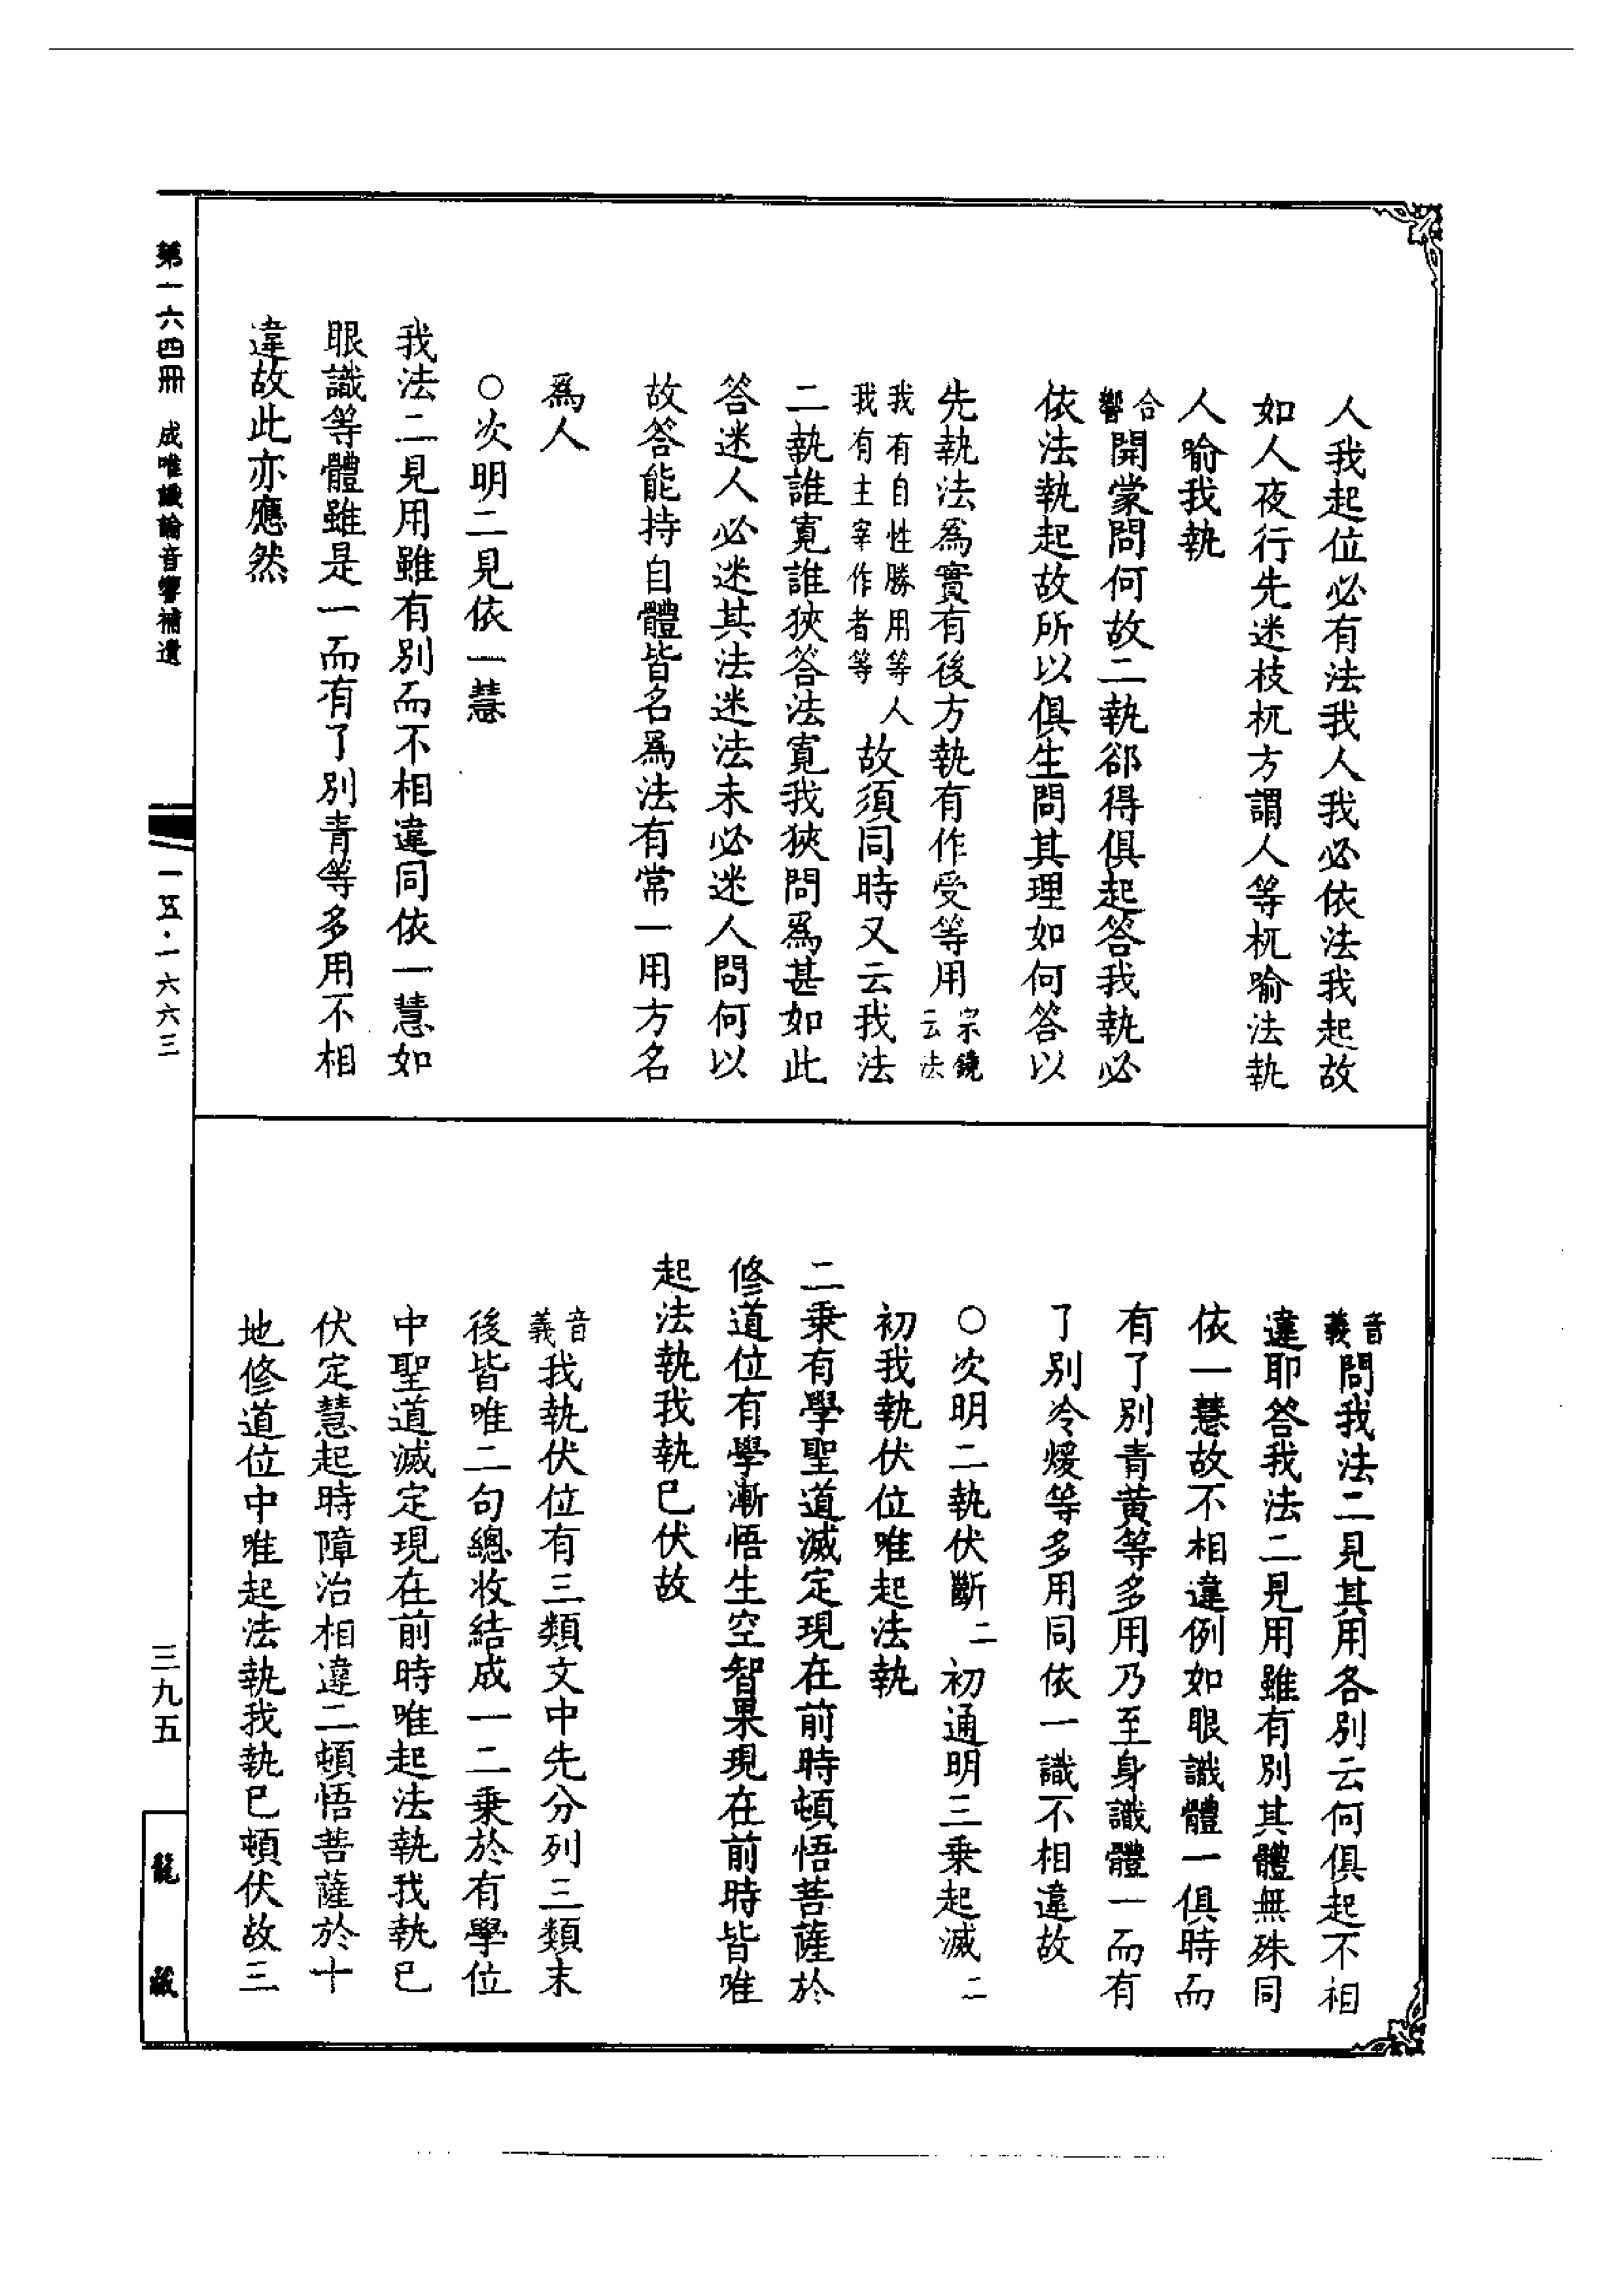 人我起位必有法我人我必依法我起故
如人夜行先迷枝杌方謂人等杌喻法執
人喻我執
合響開蒙問何故二執郤得俱起答我執必
依法執起故所以俱生問其理如何答以
先執法爲實有後方執有作受等用宗鏡云法
我有自性勝用等人我有主宰作者等故須同時又云我法
二執誰寬誰狹答法寬我狹問爲甚如此
答迷人必迷其法迷法未必迷人問何以
故答能持自體皆名爲法有常一用方名
爲人
○次明二見依一慧
我法二見用雖有別而不相違同依一慧如
眼識等體雖是一而有了別青等多用不相
違故此亦應然
音義問我法二見其用各別云何俱起不相
違耶答我法二見用雖有別其體無殊同
依一慧故不相違例如眼識體一俱時而
有了別青黃等多用乃至身識體一而有
了別冷煖等多用同依一識不相違故
○次明二執伏斷二初通明三乘起滅二
初我執伏位唯起法執
二乘有學聖道滅定現在前時頓悟菩薩於
修道位有學漸悟生空智果現在前時皆唯
起法執我執已伏故
音義我執伏位有三類文中先分列三類末
後皆唯二句總收結成一二乘於有學位
中聖道滅定現在前時唯起法執我執已
伏定慧起時障治相違二頓悟菩薩於十
地修道位中唯起法執我執已頓伏故三
第一六四冊 成唯識論音響補遺
一五·一六六三
三九五
龍藏